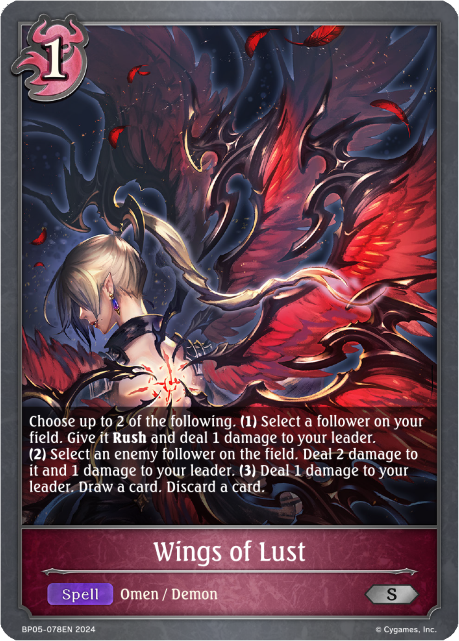 1
Choose up to 2 of the following. (1) Select a follower on your
field. Give it Rush and deal 1 damage to your leader.
(2) Select an enemy follower on the field. Deal 2 damage to
it and 1 damage to your leader. (3) Deal 1 damage to your
leader. Draw a card. Discard a card.
Wings of Lust
Spell Omen / Demon S
BP05-078EN 2024 © Cygames, Inc.